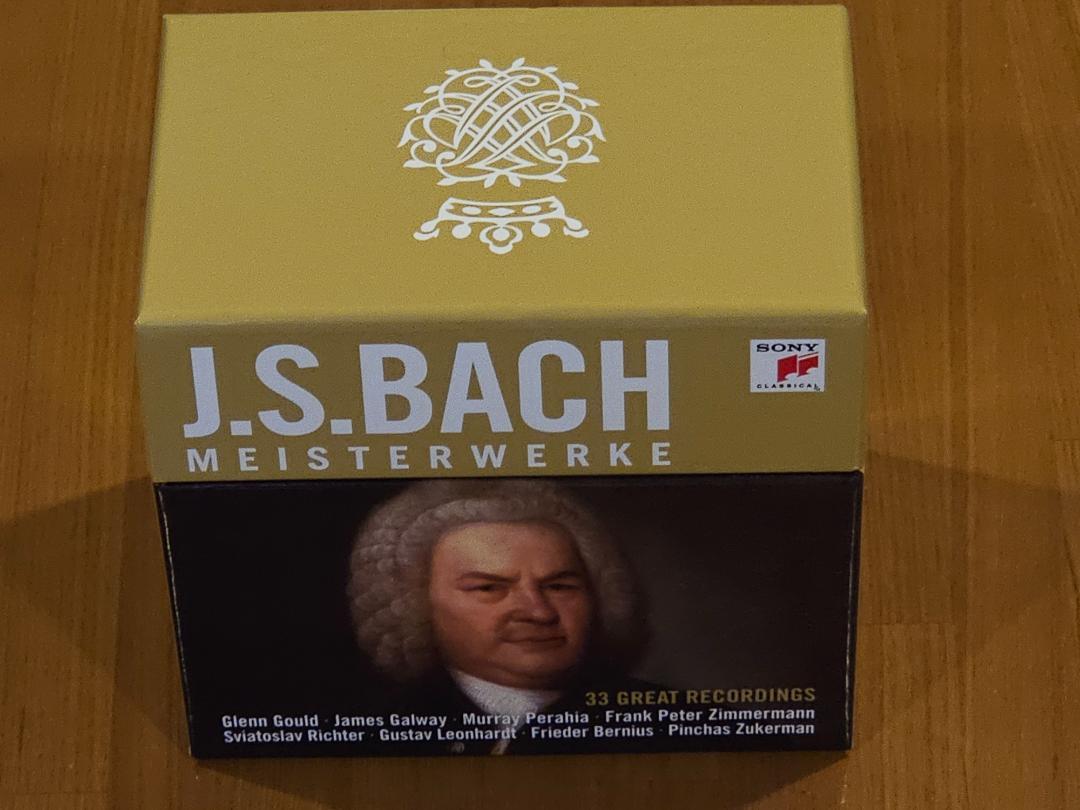 J.S.BACH
MEISTERWERKE
SONY
CLASSICAL
33 GREAT RECORDINGS
Glenn Gould · James Galway · Murray Perahia · Frank Peter Zimmermann
Sviatoslav Richter · Gustav Leonhardt · Frieder Bernius · Pinchas Zukerman